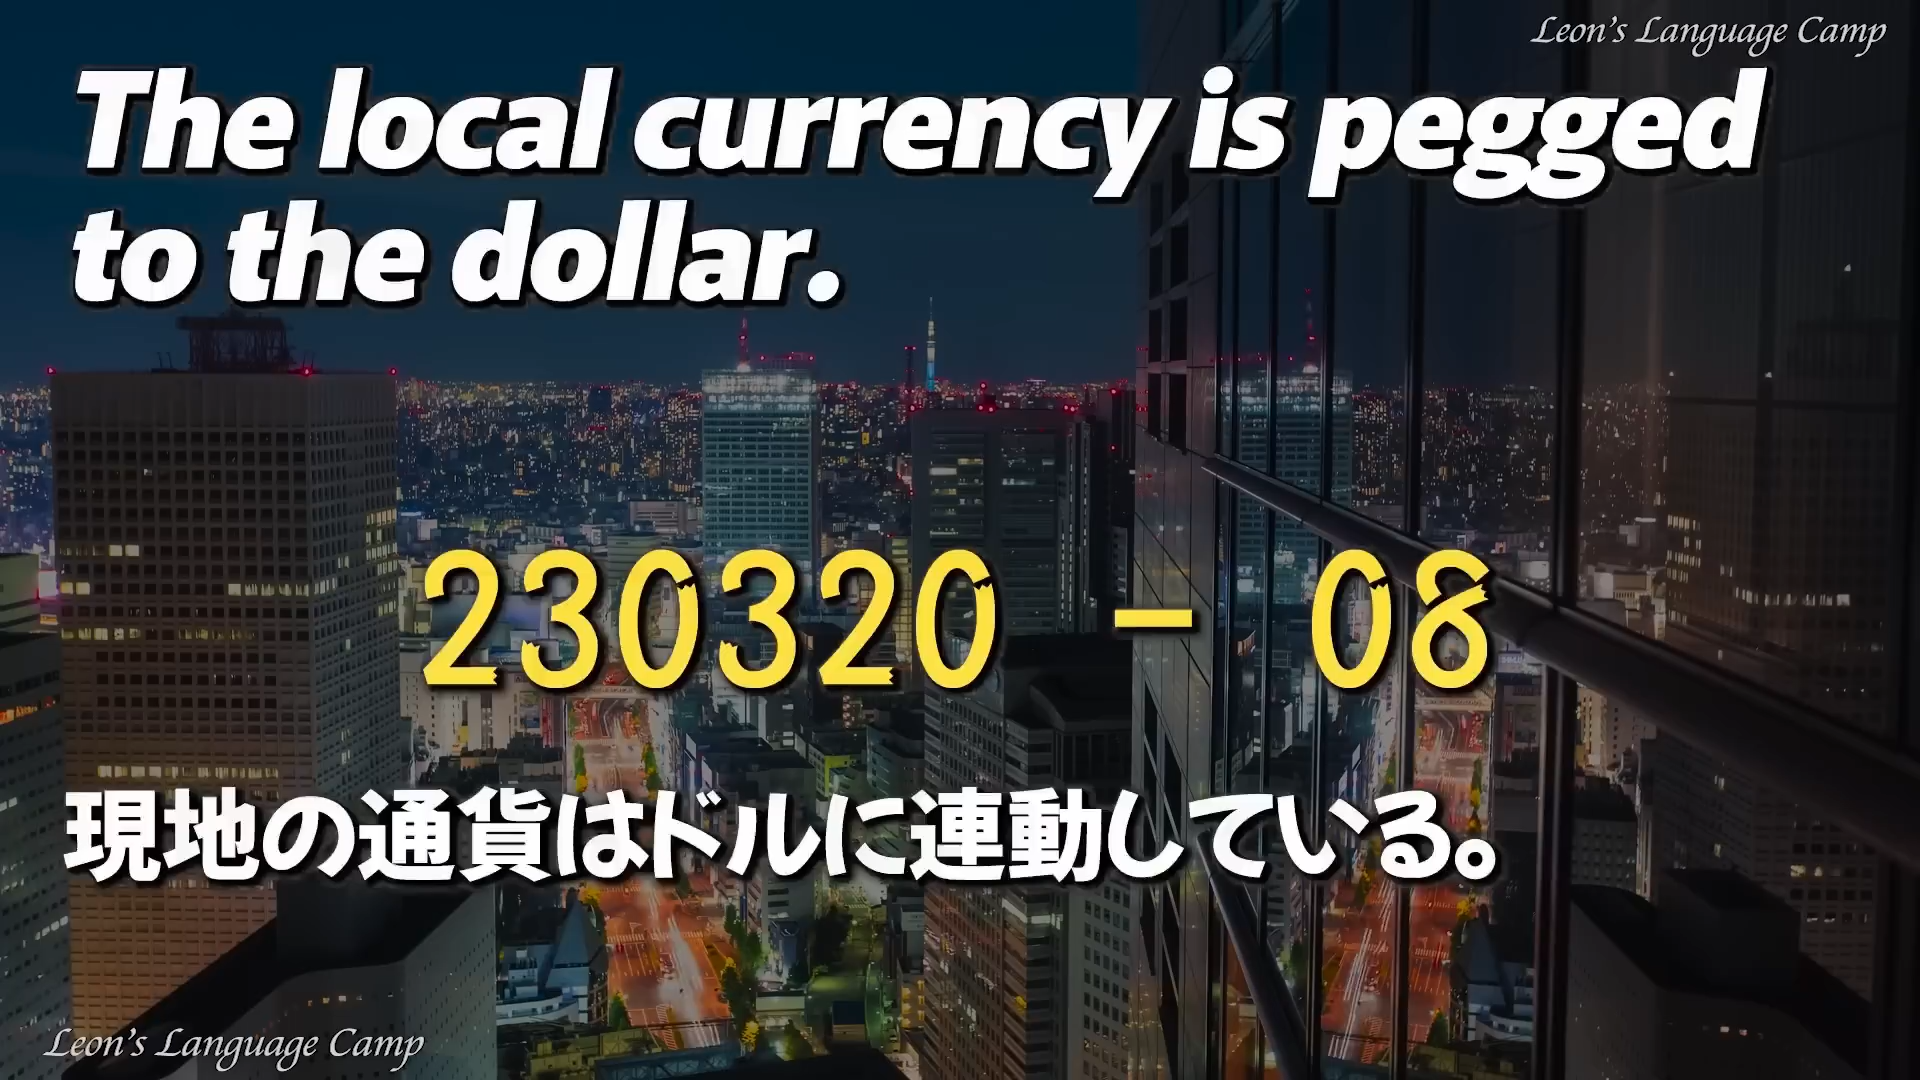 Leon's Language Camp
The local currency is pegged
to the dollar.
230320 - 08
現地の通貨はドルに連動している。
Leon's Language Camp